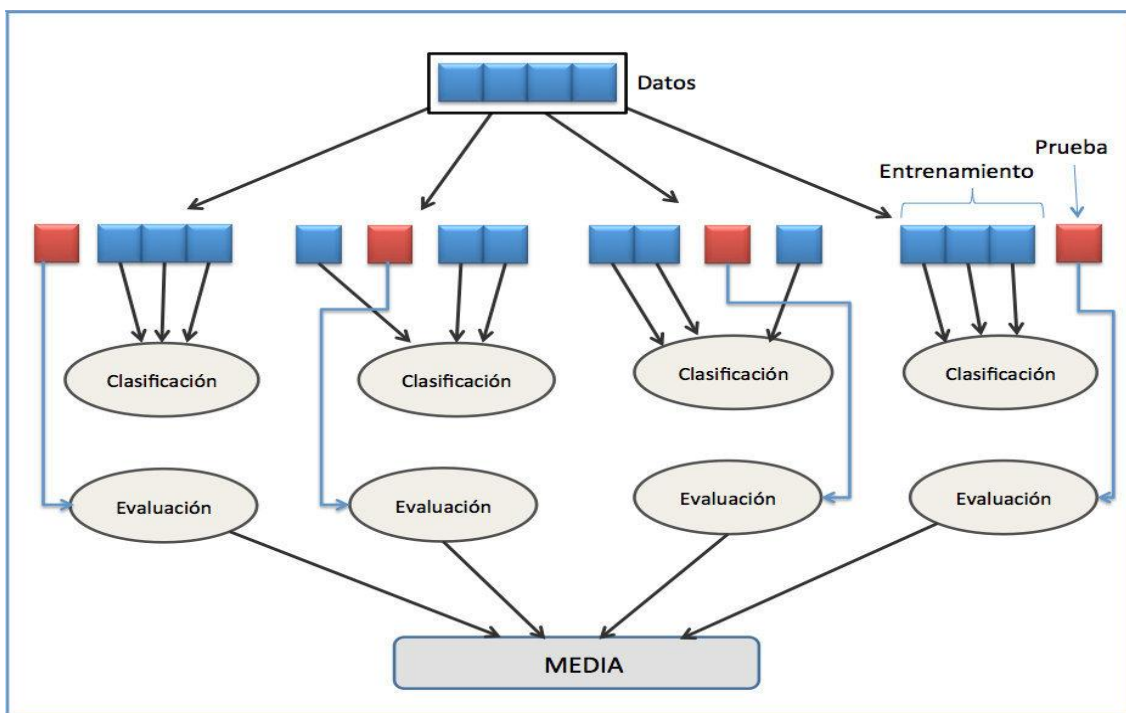 Datos
Prueba
Entrenamiento
Clasificación
Clasificación
Clasificación
Clasificación
Evaluación
Evaluación
Evaluación
Evaluación
MEDIA